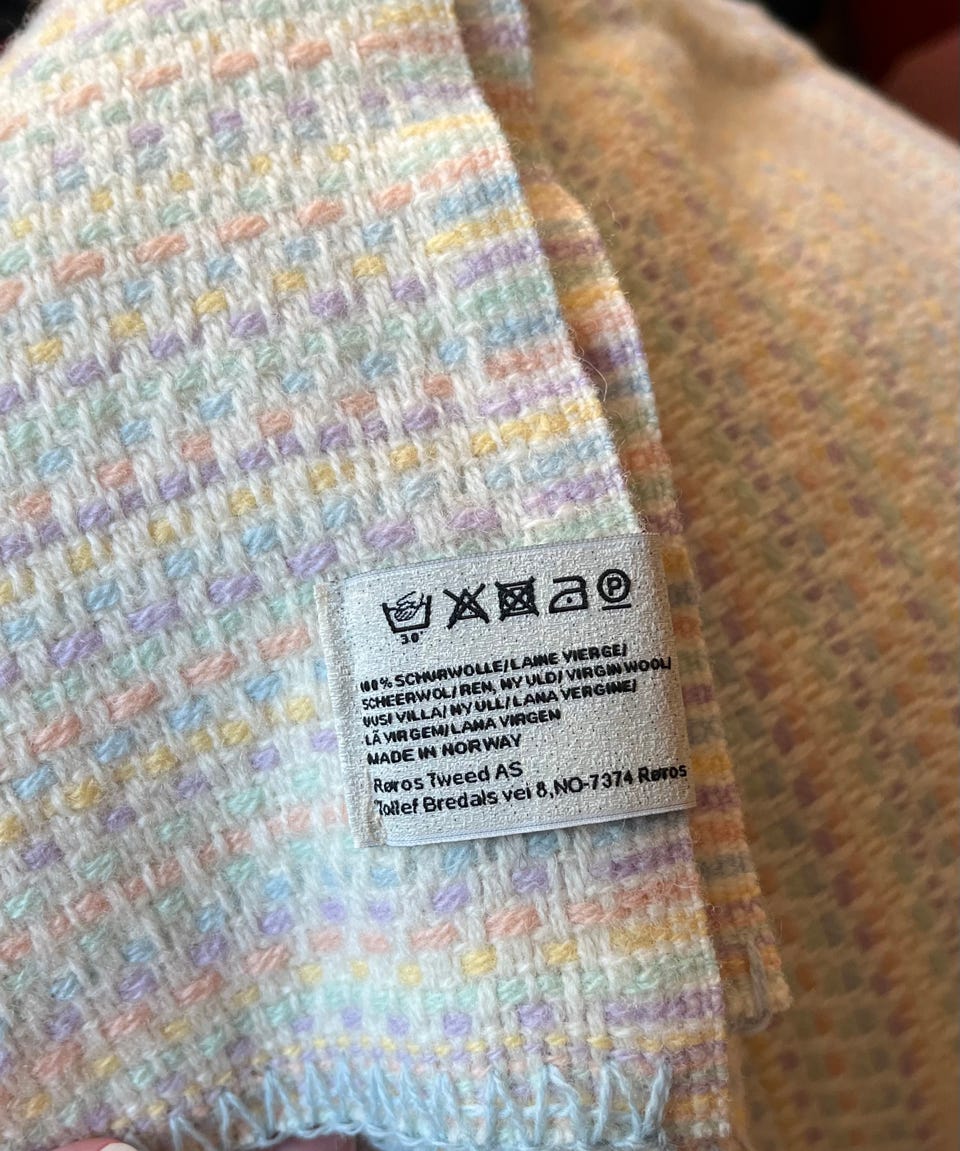 30°
P
100% SCHURWOLLE/LAINE VIERGE/
SCHEERWOL/REN, NY ULD/VIRGIN WOOL/
UUSI VILLA/NY ULL/LANA VERGINE/
LÃ VIRGEM/LANA VIRGEN
MADE IN NORWAY
Røros Tweed AS
Tollef Bredals vei 8, NO-7374 Røros